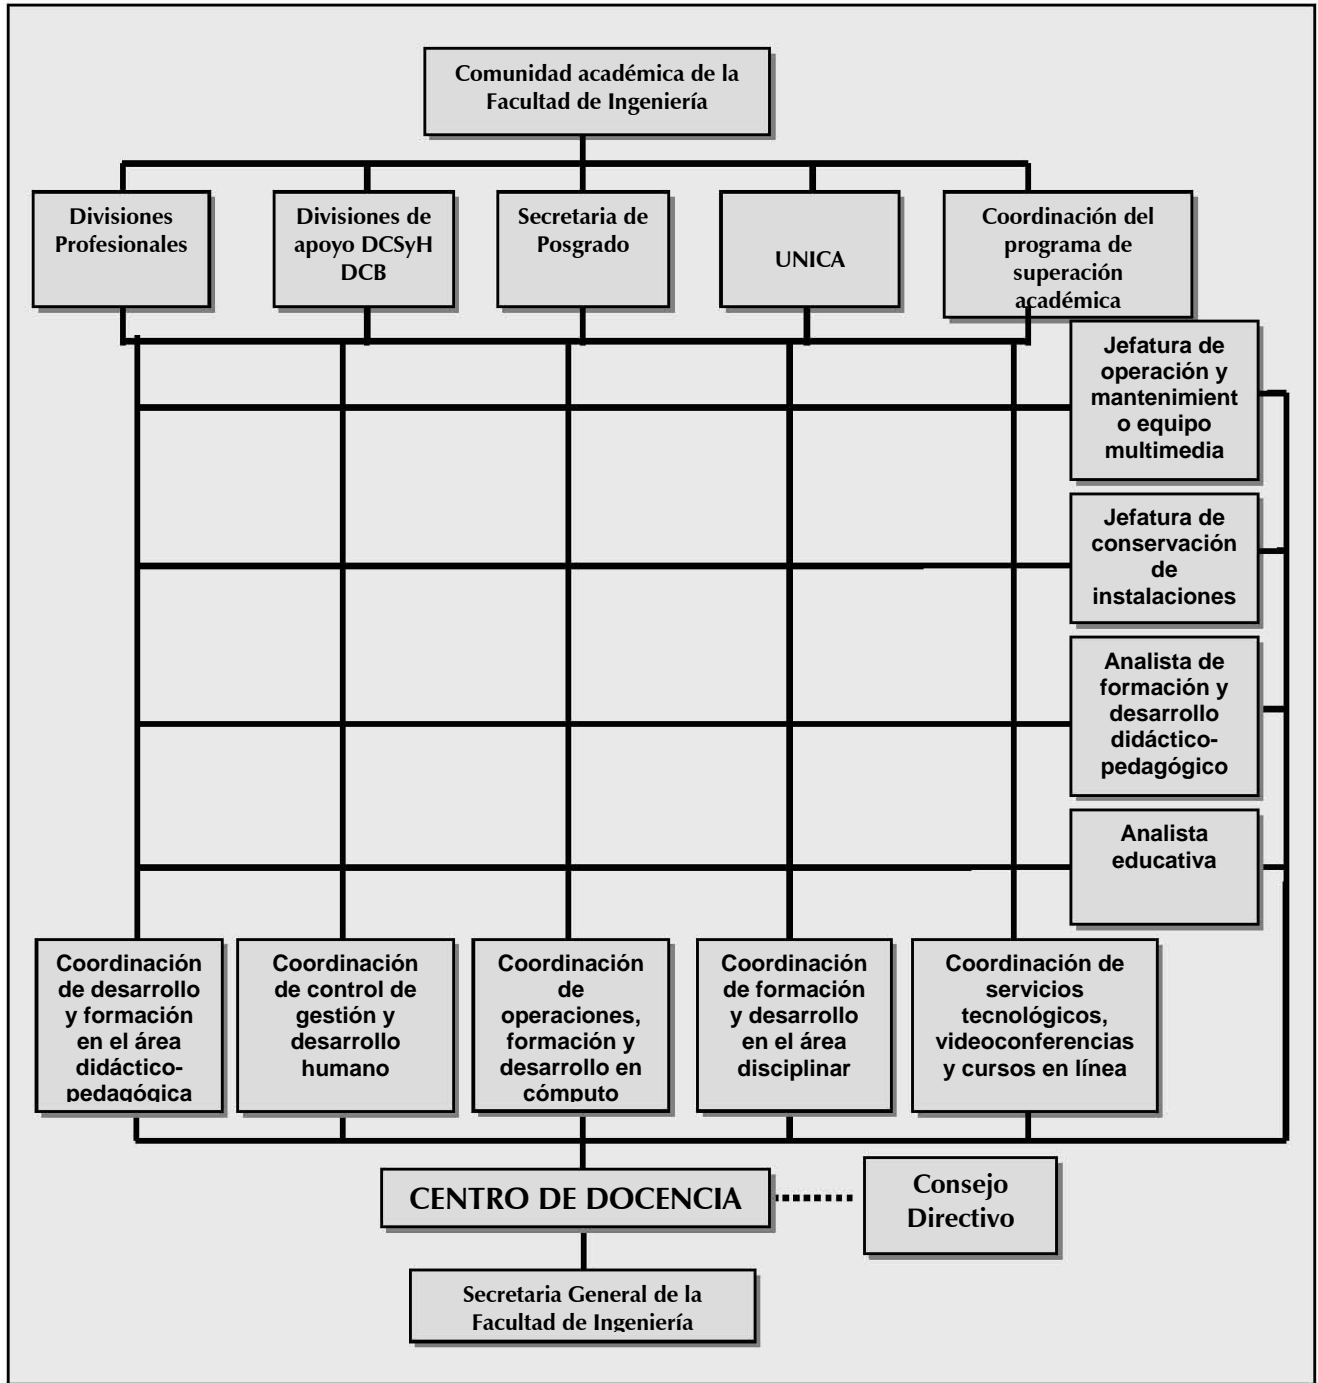 Comunidad académica de la
Facultad de Ingeniería
Divisiones
Profesionales
Divisiones de
apoyo DCSyH
DCB
Secretaria de
Posgrado
UNICA
Coordinación del
programa de
superación
académica
Jefatura de
operación y
mantenimient
o equipo
multimedia
Jefatura de
conservación
de
instalaciones
Analista de
formación y
desarrollo
didáctico-
pedagógico
Analista
educativa
Coordinación
de desarrollo
y formación
en el área
didáctico-
pedagógica
Coordinación
de control de
gestión y
desarrollo
humano
Coordinación
de
operaciones,
formación y
desarrollo en
cómputo
Coordinación
de formación
y desarrollo
en el área
disciplinar
Coordinación de
servicios
tecnológicos,
videoconferencias
y cursos en línea
CENTRO DE DOCENCIA
Consejo
Directivo
Secretaria General de la
Facultad de Ingeniería